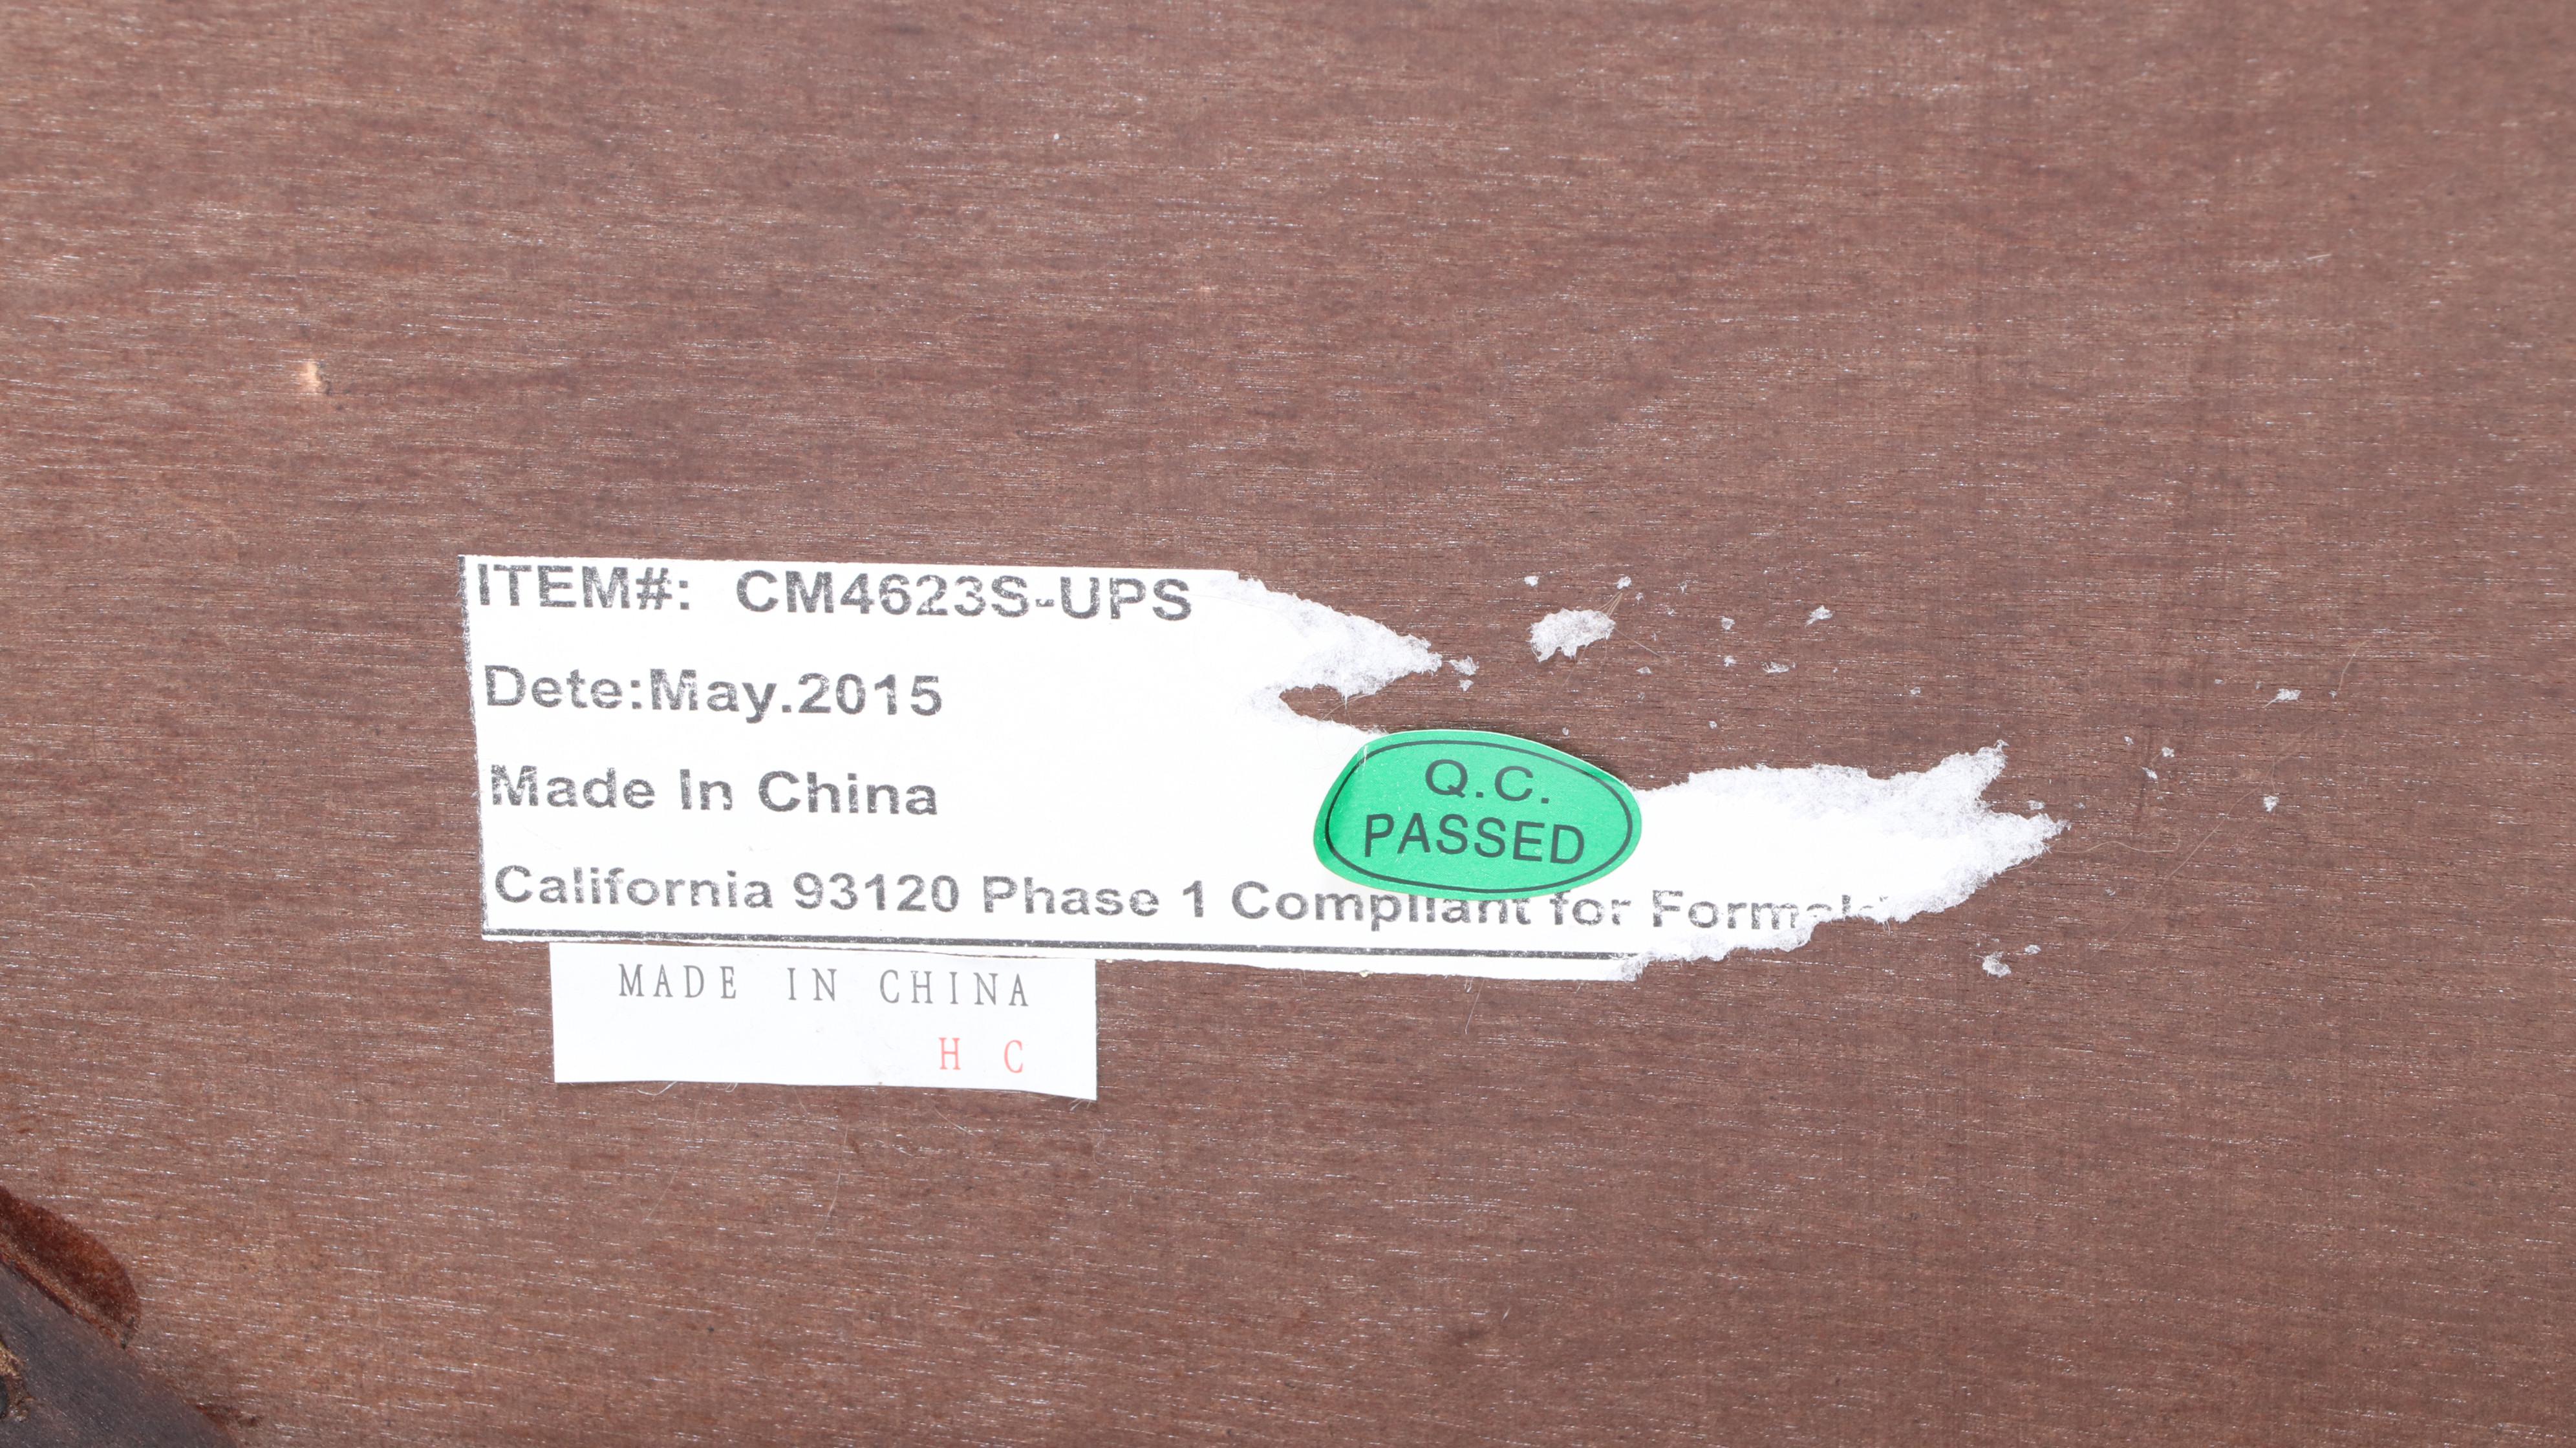 ITEM#: CM4623S-UPS
Dete:May.2015
Made In China
Q.C.
PASSED
California 93120 Phase 1 Compliant for
MADE IN CHINA
H C